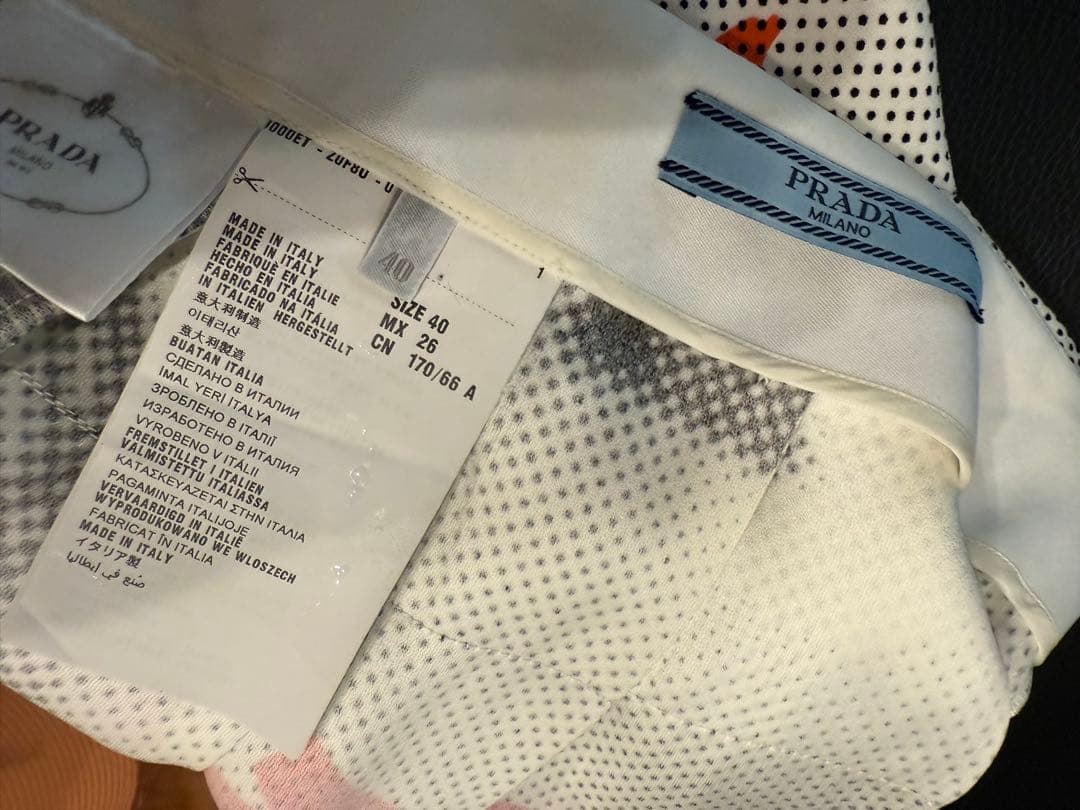 PRADA
MILANO
PRADA
MILANO
40
1
MADE IN ITALY
MADE IN ITALY
FABRIQUÉ EN ITALIE
HECHO EN ITALIA
FABRICADO NA ITÁLIA
IN ITALIEN HERGESTELLT
意大利制造
이태리산
意大利製造
BUATAN ITALIA
СДЕЛАНО В ИТАЛИИ
IMAL YERI ITALYA
ЗРОБЛЕНО В ІТАЛІЇ
ИЗРАБОТЕНО В ИТАЛИЯ
VYROBENO V ITÁLII
FREMSTILLET I ITALIEN
VALMISTETTU ITALIASSA
ΚΑΤΑΣΚΕΥΑΖΕΤΑΙ ΣΤΗΝ ΙΤΑΛΙΑ
PAGAMINTA ITALIJOJE
VERVAARDIGD IN ITALIË
WYPRODUKOWANO WE WLOSZECH
FABRICAT ÎN ITALIA
MADE IN ITALY
イタリア製
صنع في إيطاليا
SIZE 40
MX 26
CN 170/66 A